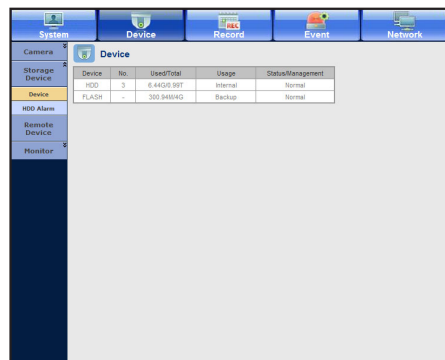 System Device Record Event Network
REC
Camera
Storage Device
Device
HDD Alarm
Remote Device
Monitor
Device
Device No. Used/Total Usage Status/Management
HDD 3 6.44G/0.99T Internal Normal
FLASH – 300.94M/4G Backup Normal